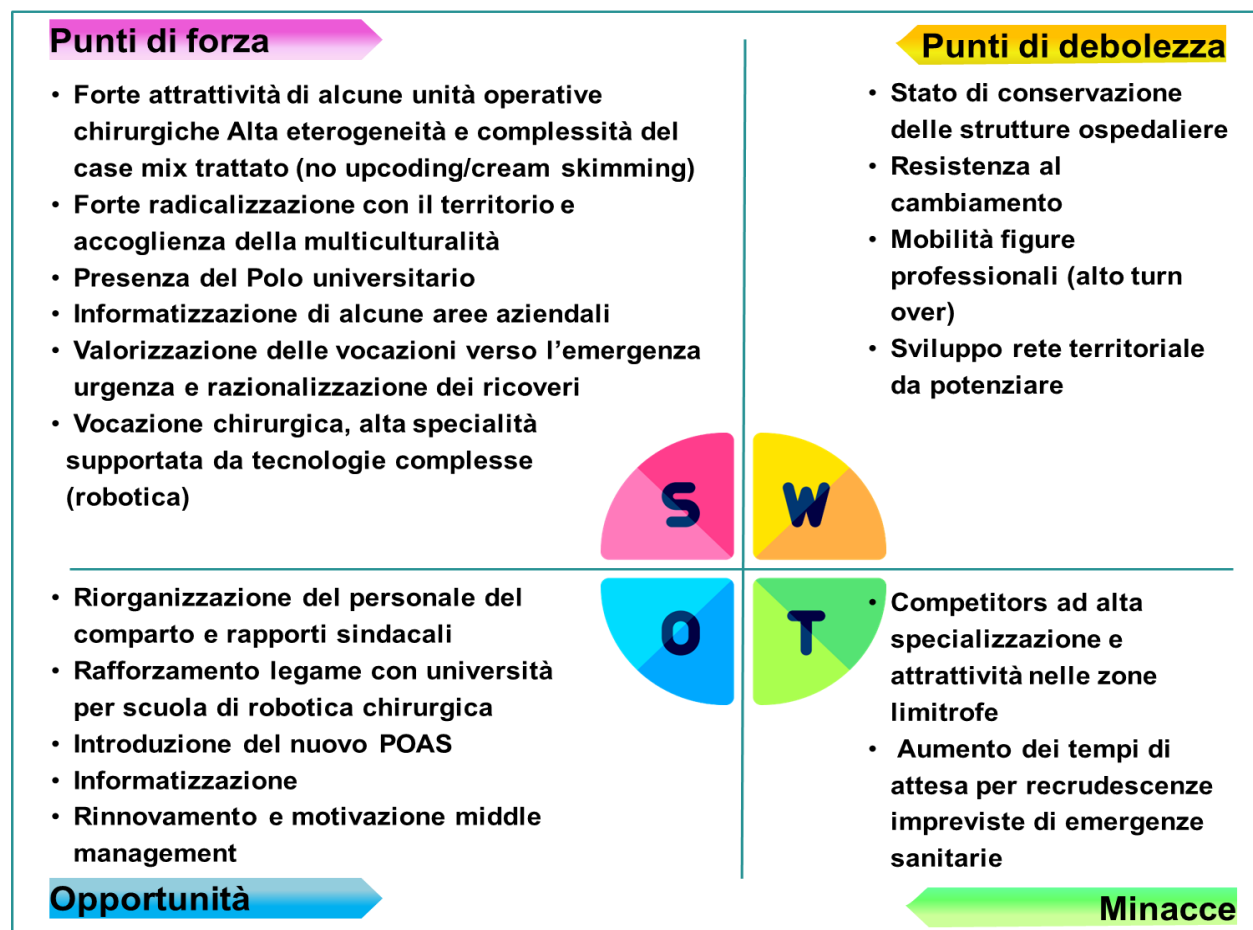 Punti di forza
• Forte attrattività di alcune unità operative
chirurgiche Alta eterogeneità e complessità del
case mix trattato (no upcoding/cream skimming)
• Forte radicalizzazione con il territorio e
accoglienza della multiculturalità
• Presenza del Polo universitario
• Informatizzazione di alcune aree aziendali
• Valorizzazione delle vocazioni verso l’emergenza
urgenza e razionalizzazione dei ricoveri
• Vocazione chirurgica, alta specialità
supportata da tecnologie complesse
(robotica)
Punti di debolezza
• Stato di conservazione
delle strutture ospedaliere
• Resistenza al
cambiamento
• Mobilità figure
professionali (alto turn
over)
• Sviluppo rete territoriale
da potenziare
S
W
O
T
• Riorganizzazione del personale del
comparto e rapporti sindacali
• Rafforzamento legame con università
per scuola di robotica chirurgica
• Introduzione del nuovo POAS
• Informatizzazione
• Rinnovamento e motivazione middle
management
Opportunità
• Competitors ad alta
specializzazione e
attrattività nelle zone
limitrofe
• Aumento dei tempi di
attesa per recrudescenze
impreviste di emergenze
sanitarie
Minacce